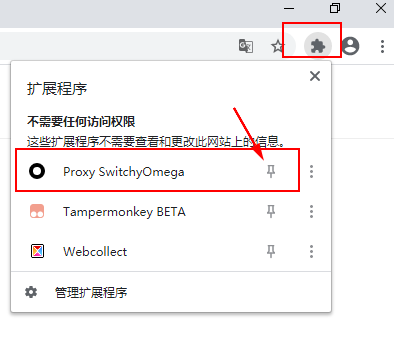 扩展程序
不需要任何访问权限
这些扩展程序不需要查看和更改此网站上的信息。
Proxy SwitchyOmega
Tampermonkey BETA
Webcollect
管理扩展程序